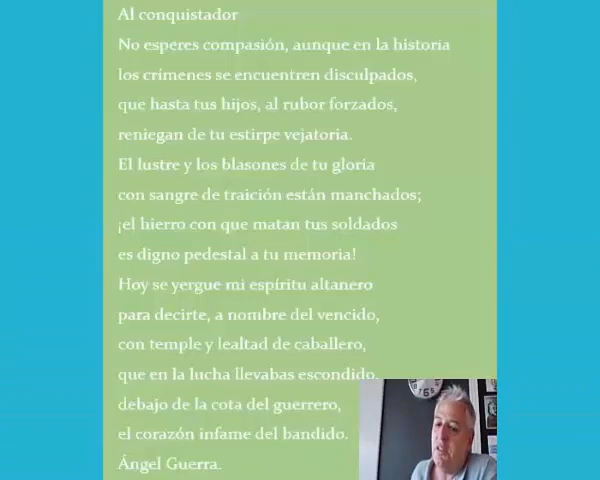 Al conquistador
No esperes compasión, aunque en la historia
los crímenes se encuentren disculpados,
que hasta tus hijos, al rubor forzados,
reniegan de tu estirpe vejatoria.
El lustre y los blasones de tu gloria
con sangre de traición están manchados;
¡el hierro con que matan tus soldados
es digno pedestal a tu memoria!
Hoy se yergue mi espíritu altanero
para decirte, a nombre del vencido,
con temple y lealtad de caballero,
que en la lucha llevabas escondido,
debajo de la cota del guerrero,
el corazón infame del bandido.
Ángel Guerra.